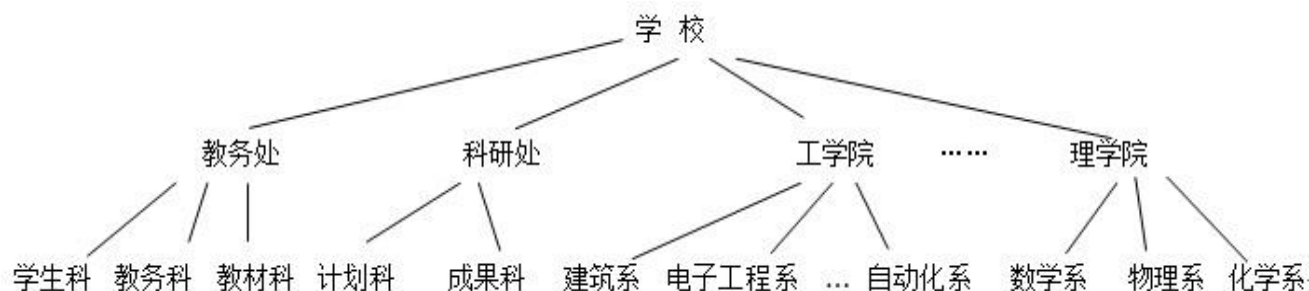 学 校
教务处 科研处 工学院 …… 理学院
学生科 教务科 教材科 计划科 成果科 建筑系 电子工程系 … 自动化系 数学系 物理系 化学系